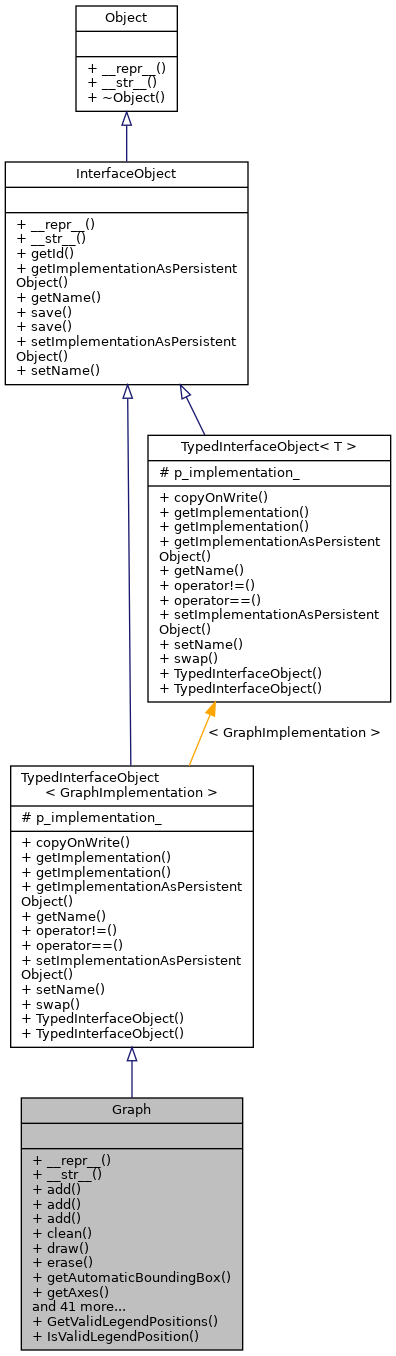 Object
+ __repr__()
+ __str__()
+ ~Object()
InterfaceObject
+ __repr__()
+ __str__()
+ getId()
+ getImplementationAsPersistent
Object()
+ getName()
+ save()
+ save()
+ setImplementationAsPersistent
Object()
+ setName()
TypedInterfaceObject< T >
# p_implementation_
+ copyOnWrite()
+ getImplementation()
+ getImplementation()
+ getImplementationAsPersistent
Object()
+ getName()
+ operator!=()
+ operator==()
+ setImplementationAsPersistent
Object()
+ setName()
+ swap()
+ TypedInterfaceObject()
+ TypedInterfaceObject()
< GraphImplementation >
TypedInterfaceObject
< GraphImplementation >
# p_implementation_
+ copyOnWrite()
+ getImplementation()
+ getImplementation()
+ getImplementationAsPersistent
Object()
+ getName()
+ operator!=()
+ operator==()
+ setImplementationAsPersistent
Object()
+ setName()
+ swap()
+ TypedInterfaceObject()
+ TypedInterfaceObject()
Graph
+ __repr__()
+ __str__()
+ add()
+ add()
+ add()
+ clean()
+ draw()
+ erase()
+ getAutomaticBoundingBox()
+ getAxes()
and 41 more...
+ GetValidLegendPositions()
+ IsValidLegendPosition()